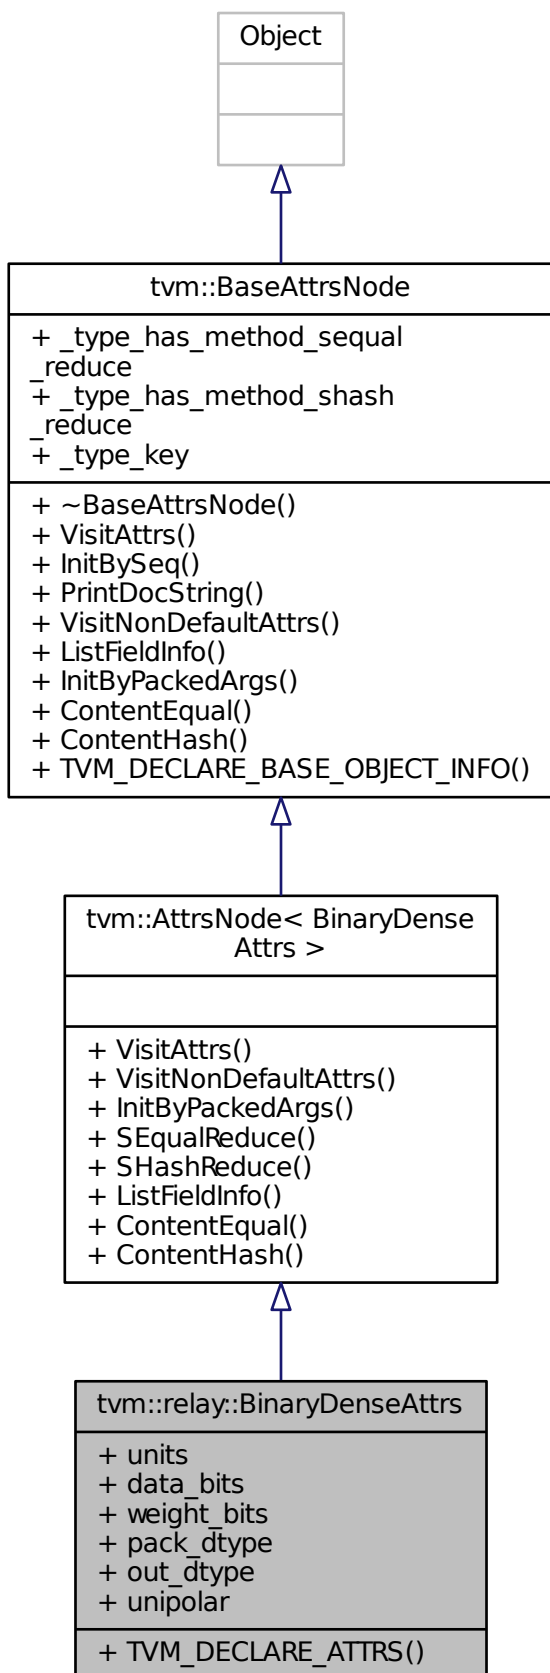 Object
tvm::BaseAttrsNode
+ _type_has_method_sequal
_reduce
+ _type_has_method_shash
_reduce
+ _type_key
+ ~BaseAttrsNode()
+ VisitAttrs()
+ InitBySeq()
+ PrintDocString()
+ VisitNonDefaultAttrs()
+ ListFieldInfo()
+ InitByPackedArgs()
+ ContentEqual()
+ ContentHash()
+ TVM_DECLARE_BASE_OBJECT_INFO()
tvm::AttrsNode< BinaryDense
Attrs >
+ VisitAttrs()
+ VisitNonDefaultAttrs()
+ InitByPackedArgs()
+ SEqualReduce()
+ SHashReduce()
+ ListFieldInfo()
+ ContentEqual()
+ ContentHash()
tvm::relay::BinaryDenseAttrs
+ units
+ data_bits
+ weight_bits
+ pack_dtype
+ out_dtype
+ unipolar
+ TVM_DECLARE_ATTRS()